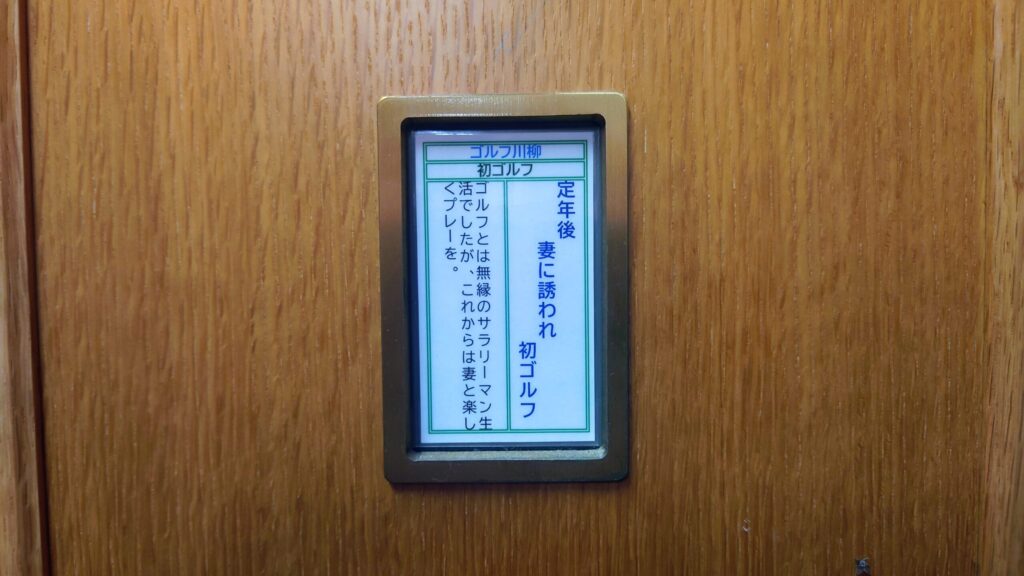 ゴルフ川柳
初ゴルフ
定年後
妻に誘われ
初ゴルフ
ゴルフとは無縁のサラリーマン生
活でしたが、これからは妻と楽し
くプレーを。